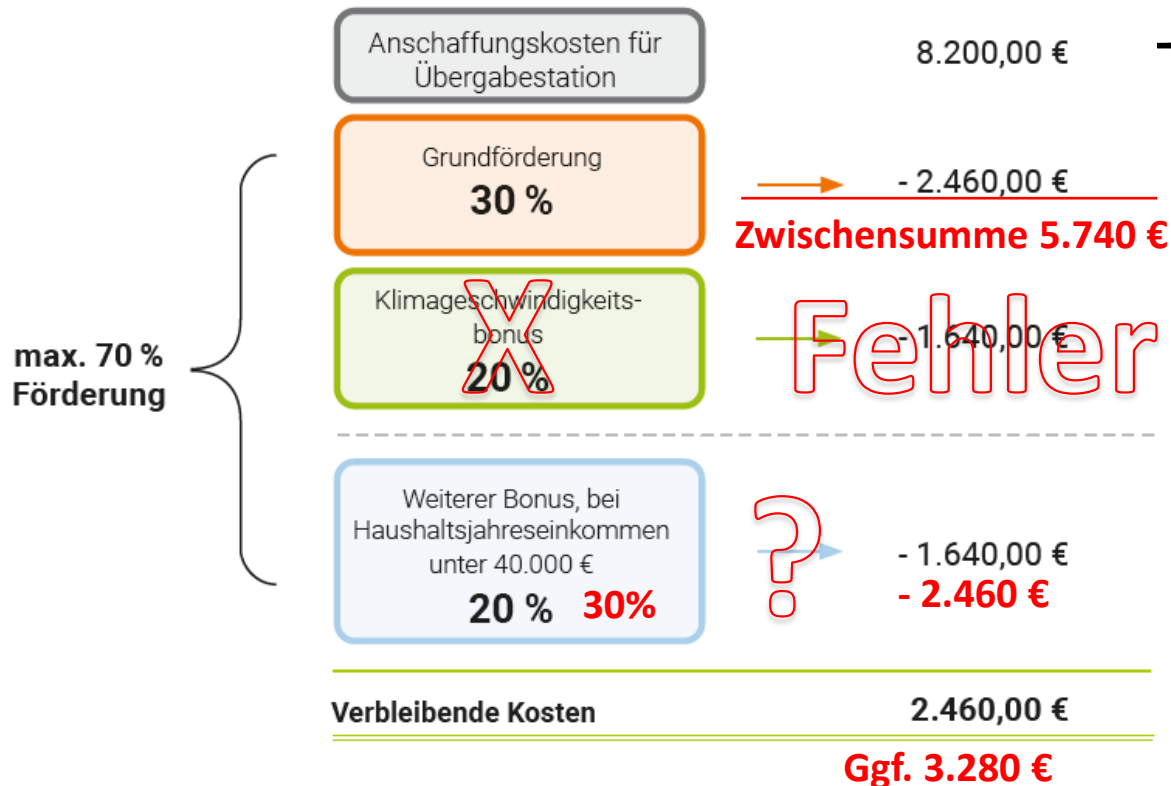 Anschaffungskosten für
Übergabestation
8.200,00 €
Grundförderung
30 %
- 2.460,00 €
Zwischensumme 5.740 €
Klimageschwindigkeits-
bonus
20 %
X
- 1.640,00 €
Fehler
max. 70 %
Förderung
Weiterer Bonus, bei
Haushaltsjahreseinkommen
unter 40.000 €
20 % 30%
?
- 1.640,00 €
- 2.460 €
Verbleibende Kosten 2.460,00 €
Ggf. 3.280 €